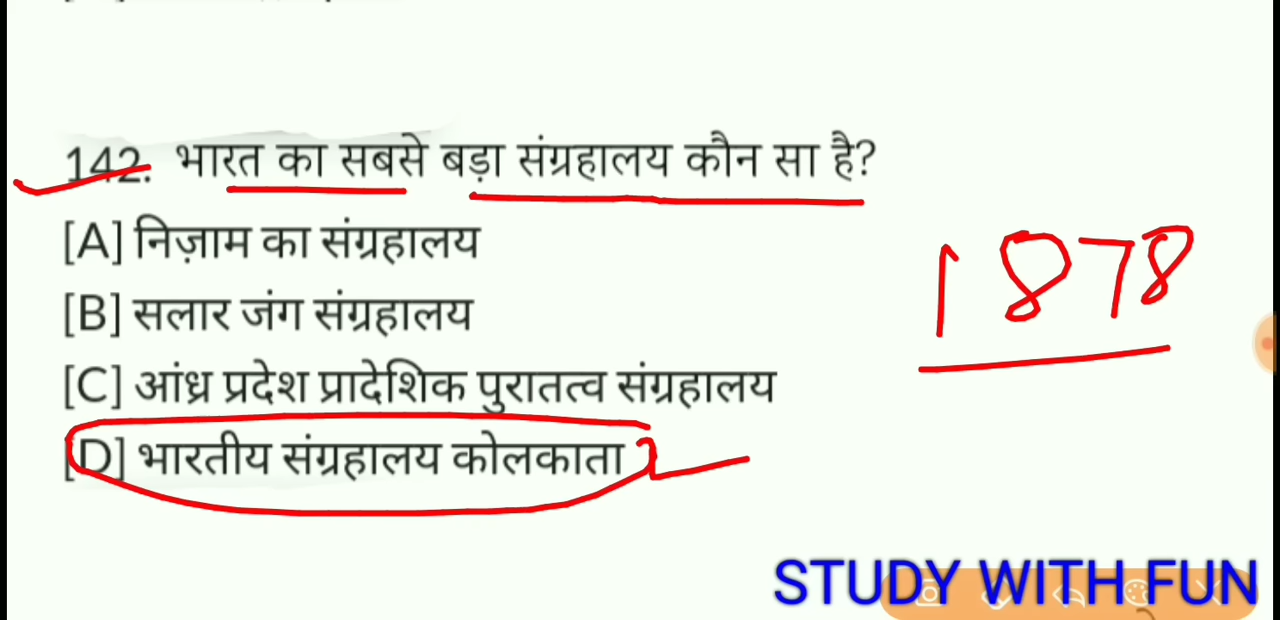 142. भारत का सबसे बड़ा संग्रहालय कौन सा है?
[A] निज़ाम का संग्रहालय
[B] सलार जंग संग्रहालय
1878
[C] आंध्र प्रदेश प्रादेशिक पुरातत्व संग्रहालय
[D] भारतीय संग्रहालय कोलकाता
STUDY WITH FUN